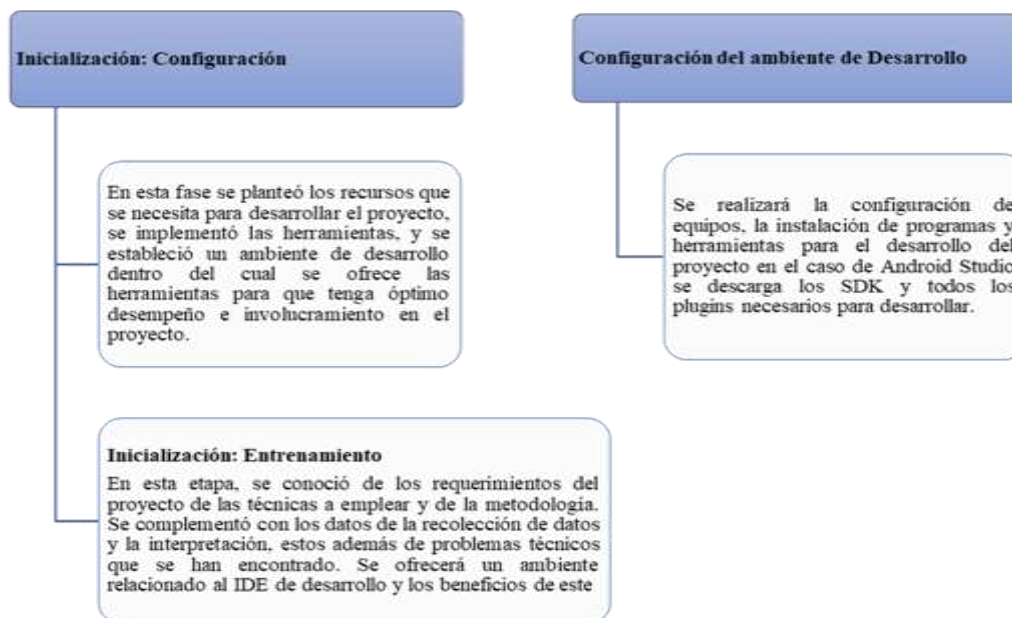 Inicialización: Configuración
En esta fase se planteó los recursos que
se necesita para desarrollar el proyecto,
se implementó las herramientas, y se
estableció un ambiente de desarrollo
dentro del cual se ofrece las
herramientas para que tenga óptimo
desempeño e involucramiento en el
proyecto.
Inicialización: Entrenamiento
En esta etapa, se conoció de los requerimientos del
proyecto de las técnicas a emplear y de la metodología.
Se complementó con los datos de la recolección de datos
y la interpretación, estos además de problemas técnicos
que se han encontrado. Se ofrecerá un ambiente
relacionado al IDE de desarrollo y los beneficios de este
Configuración del ambiente de Desarrollo
Se realizará la configuración de
equipos, la instalación de programas y
herramientas para el desarrollo del
proyecto en el caso de Android Studio
se descarga los SDK y todos los
plugins necesarios para desarrollar.